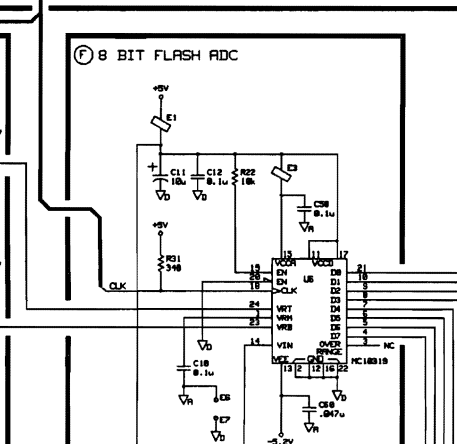 F 8 BIT FLASH ADC
+5V
E1
+ C11 10u
C12 0.1u
R22 10k
E3
D D
C58 0.1u
A
+5V
R31 340
15 11 17
VCCA VCCD
19 EN U6 D0 21
20 EN D1 10
CLK 18 CLK D2 9
D3 8
24 VRT D4 7
VRM D5 6
23 VRB D6 5
D7 4
14 VIN OVER RANGE 3 NC
VEE GND MC10319
13 2 12 16 22
D
C10 0.1u
A
E6
E7
D
D
C60 .047u
A
-5.2V